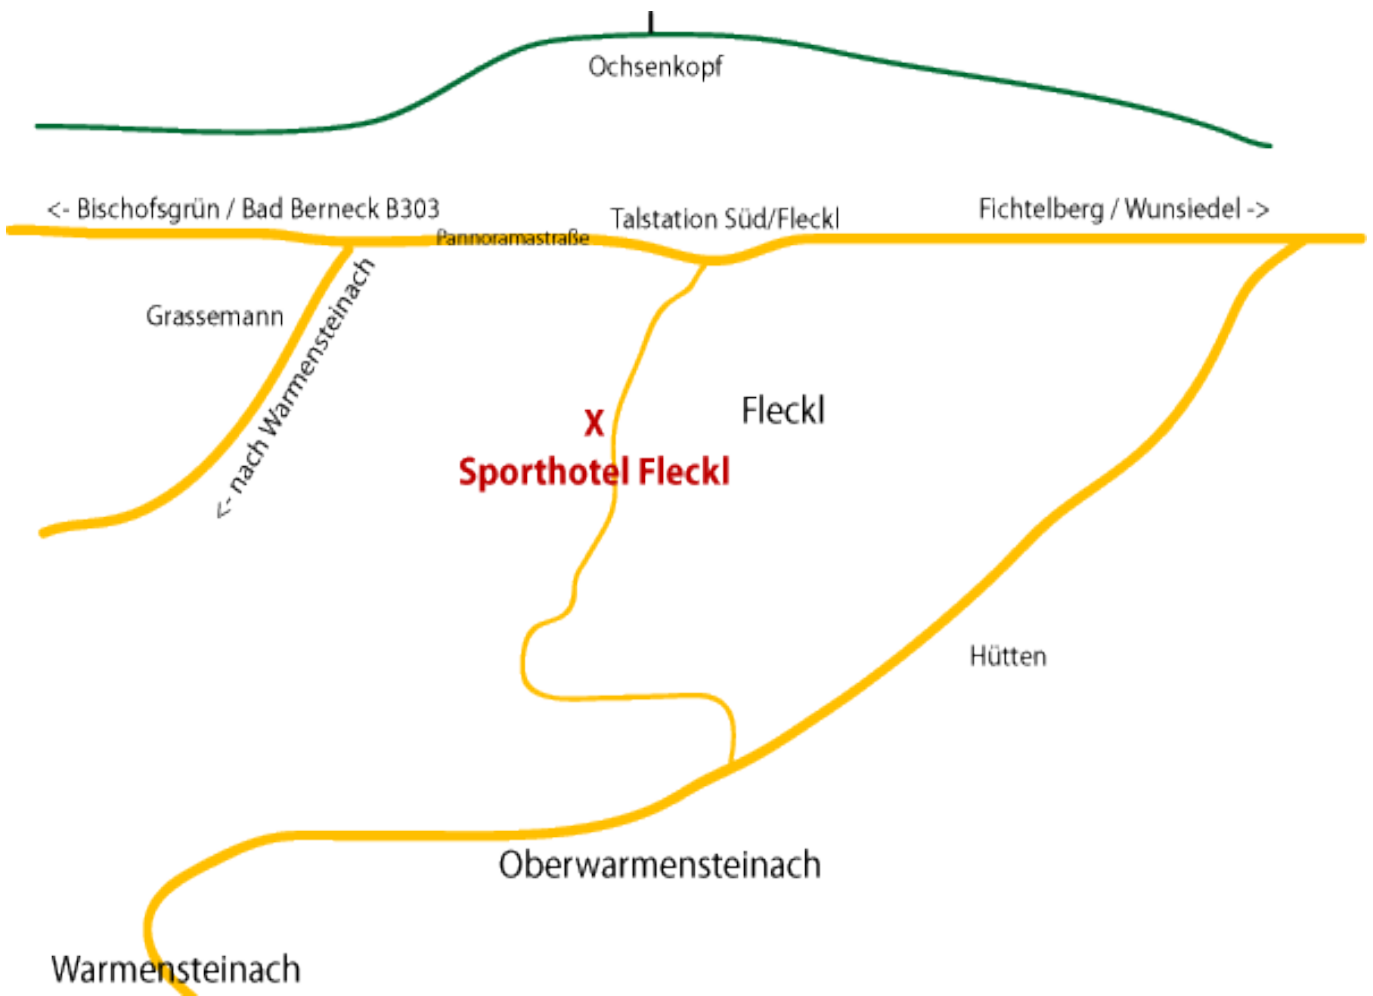 Ochsenkopf
<- Bischofsgrün / Bad Berneck B303
Talstation Süd/Fleckl
Fichtelberg / Wunsiedel ->
Pannoramastraße
Grassemann
<- nach Warmensteinach
X
Fleckl
Sporthotel Fleckl
Hütten
Oberwarmensteinach
Warmensteinach